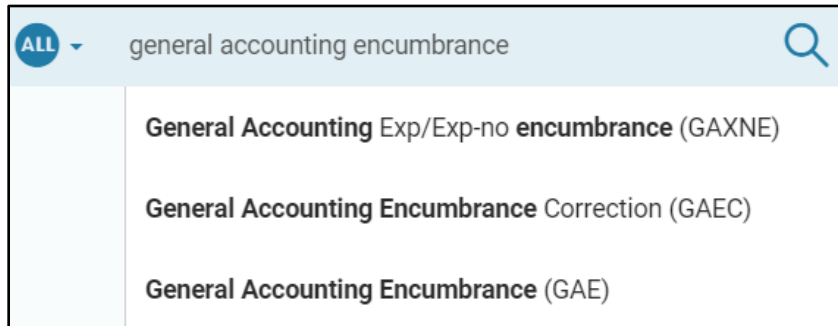 ALL general accounting encumbrance
General Accounting Exp/Exp-no encumbrance (GAXNE)
General Accounting Encumbrance Correction (GAEC)
General Accounting Encumbrance (GAE)